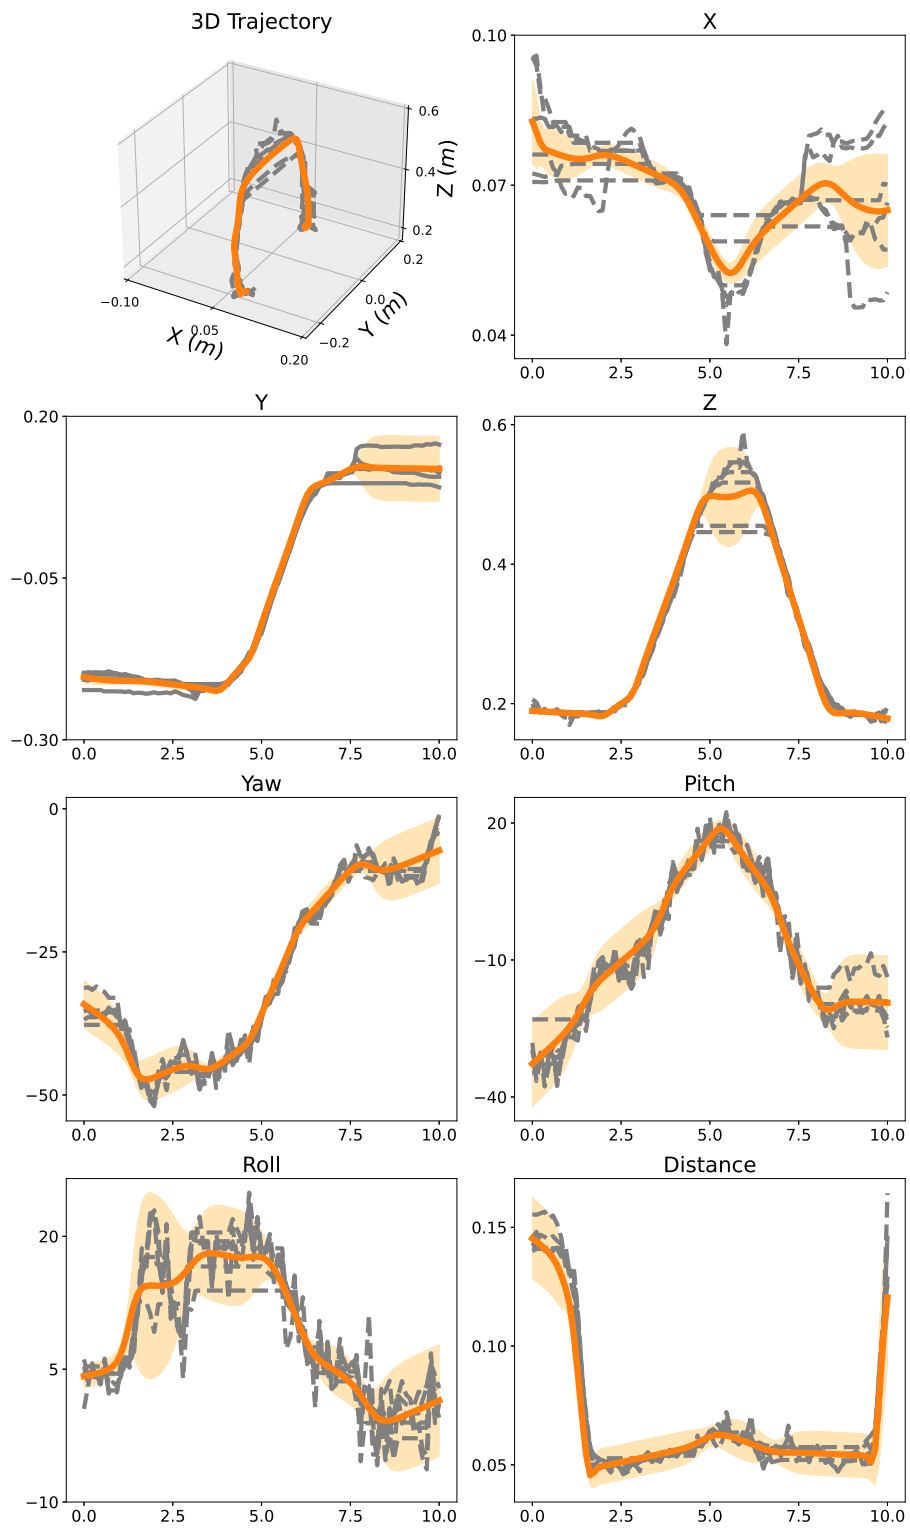 3D Trajectory
X
0.6
0.4
0.2
Z (m)
0.2
0.0
−0.2
Y (m)
−0.10
0.05
0.20
X (m)
0.10
0.07
0.04
0.0 2.5 5.0 7.5 10.0
Y
0.20
−0.05
−0.30
0.0 2.5 5.0 7.5 10.0
Z
0.6
0.4
0.2
0.0 2.5 5.0 7.5 10.0
Yaw
0
−25
−50
0.0 2.5 5.0 7.5 10.0
Pitch
20
−10
−40
0.0 2.5 5.0 7.5 10.0
Roll
20
5
−10
0.0 2.5 5.0 7.5 10.0
Distance
0.15
0.10
0.05
0.0 2.5 5.0 7.5 10.0